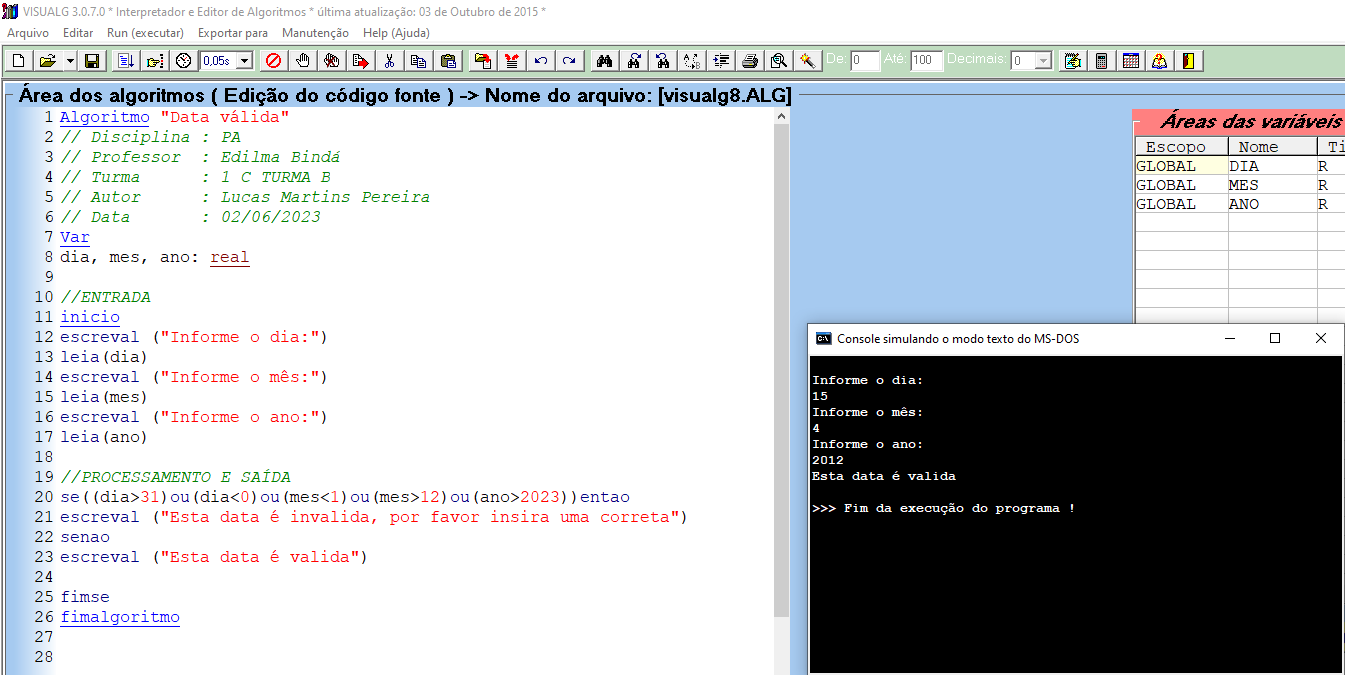 VISUALG 3.0.7.0 * Interpretador e Editor de Algoritmos * última atualização: 03 de Outubro de 2015 *
Arquivo Editar Run (executar) Exportar para Manutenção Help (Ajuda)
0,05s De: 0 Até: 100 Decimais: 0
Área dos algoritmos ( Edição do código fonte ) -> Nome do arquivo: [visualg8.ALG]
1 Algoritmo "Data válida"
2 // Disciplina : PA
3 // Professor : Edilma Bindá
4 // Turma : 1 C TURMA B
5 // Autor : Lucas Martins Pereira
6 // Data : 02/06/2023
7 Var
8 dia, mes, ano: real
9
10 //ENTRADA
11 inicio
12 escreval ("Informe o dia:")
13 leia(dia)
14 escreval ("Informe o mês:")
15 leia(mes)
16 escreval ("Informe o ano:")
17 leia(ano)
18
19 //PROCESSAMENTO E SAÍDA
20 se((dia>31)ou(dia<0)ou(mes<1)ou(mes>12)ou(ano>2023))entao
21 escreval ("Esta data é invalida, por favor insira uma correta")
22 senao
23 escreval ("Esta data é valida")
24
25 fimse
26 fimalgoritmo
27
28
Áreas das variáveis
Escopo Nome Ti
GLOBAL DIA R
GLOBAL MES R
GLOBAL ANO R
Console simulando o modo texto do MS-DOS
Informe o dia:
15
Informe o mês:
4
Informe o ano:
2012
Esta data é valida
>>> Fim da execução do programa !